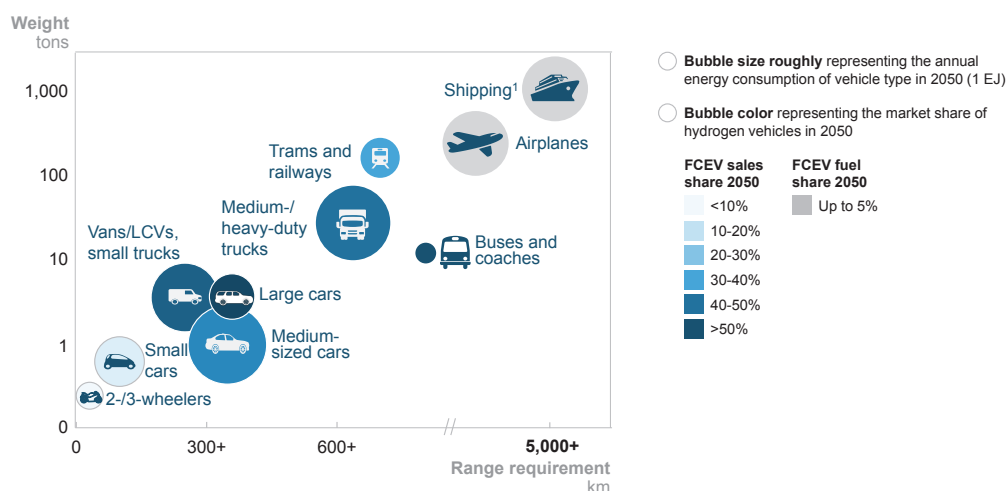 Weight
tons
1,000
100
10
1
0
0
300+
600+
5,000+
Range requirement
km
Shipping¹
Airplanes
Trams and
railways
Medium-/
heavy-duty
trucks
Buses and
coaches
Vans/LCVs,
small trucks
Large cars
Medium-
sized cars
Small
cars
2-/3-wheelers
Bubble size roughly representing the annual
energy consumption of vehicle type in 2050 (1 EJ)
Bubble color representing the market share of
hydrogen vehicles in 2050
FCEV sales
share 2050
<10%
10-20%
20-30%
30-40%
40-50%
>50%
FCEV fuel
share 2050
Up to 5%